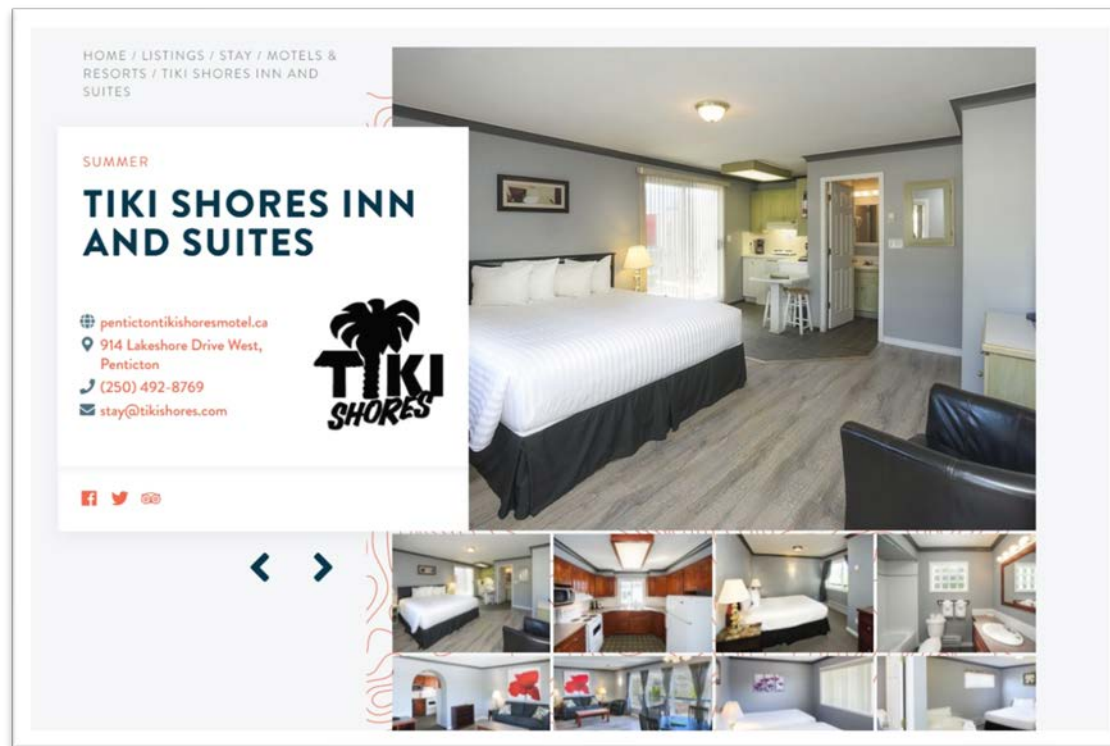 HOME / LISTINGS / STAY / MOTELS &
RESORTS / TIKI SHORES INN AND
SUITES
SUMMER
TIKI SHORES INN
AND SUITES
pentictontikishoresmotel.ca
914 Lakeshore Drive West,
Penticton
(250) 492-8769
stay@tikishores.com
TIKI
SHORES